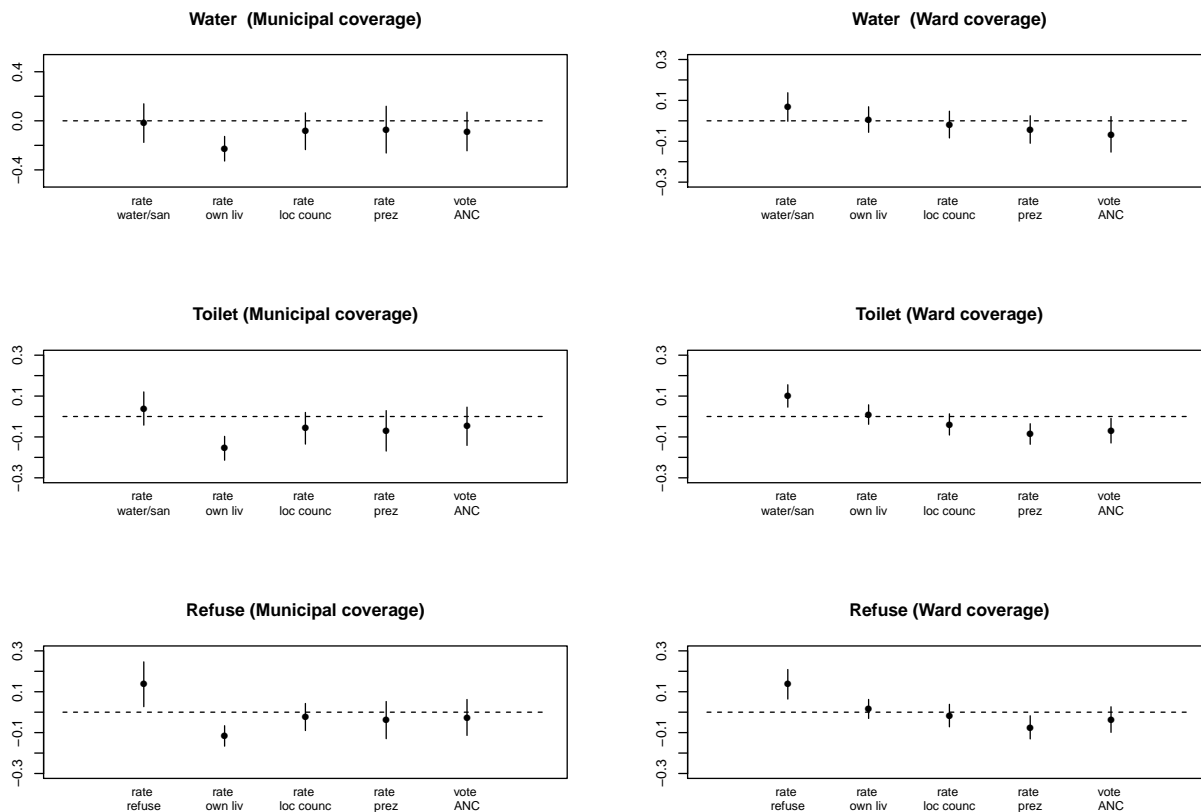 Water  (Municipal coverage)
0.4
0.0
−0.4
rate
water/san
rate
own liv
rate
loc counc
rate
prez
vote
ANC
Water  (Ward coverage)
0.3
0.1
−0.1
−0.3
rate
water/san
rate
own liv
rate
loc counc
rate
prez
vote
ANC
Toilet (Municipal coverage)
0.3
0.1
−0.1
−0.3
rate
water/san
rate
own liv
rate
loc counc
rate
prez
vote
ANC
Toilet (Ward coverage)
0.3
0.1
−0.1
−0.3
rate
water/san
rate
own liv
rate
loc counc
rate
prez
vote
ANC
Refuse (Municipal coverage)
0.3
0.1
−0.1
−0.3
rate
refuse
rate
own liv
rate
loc counc
rate
prez
vote
ANC
Refuse (Ward coverage)
0.3
0.1
−0.1
−0.3
rate
refuse
rate
own liv
rate
loc counc
rate
prez
vote
ANC